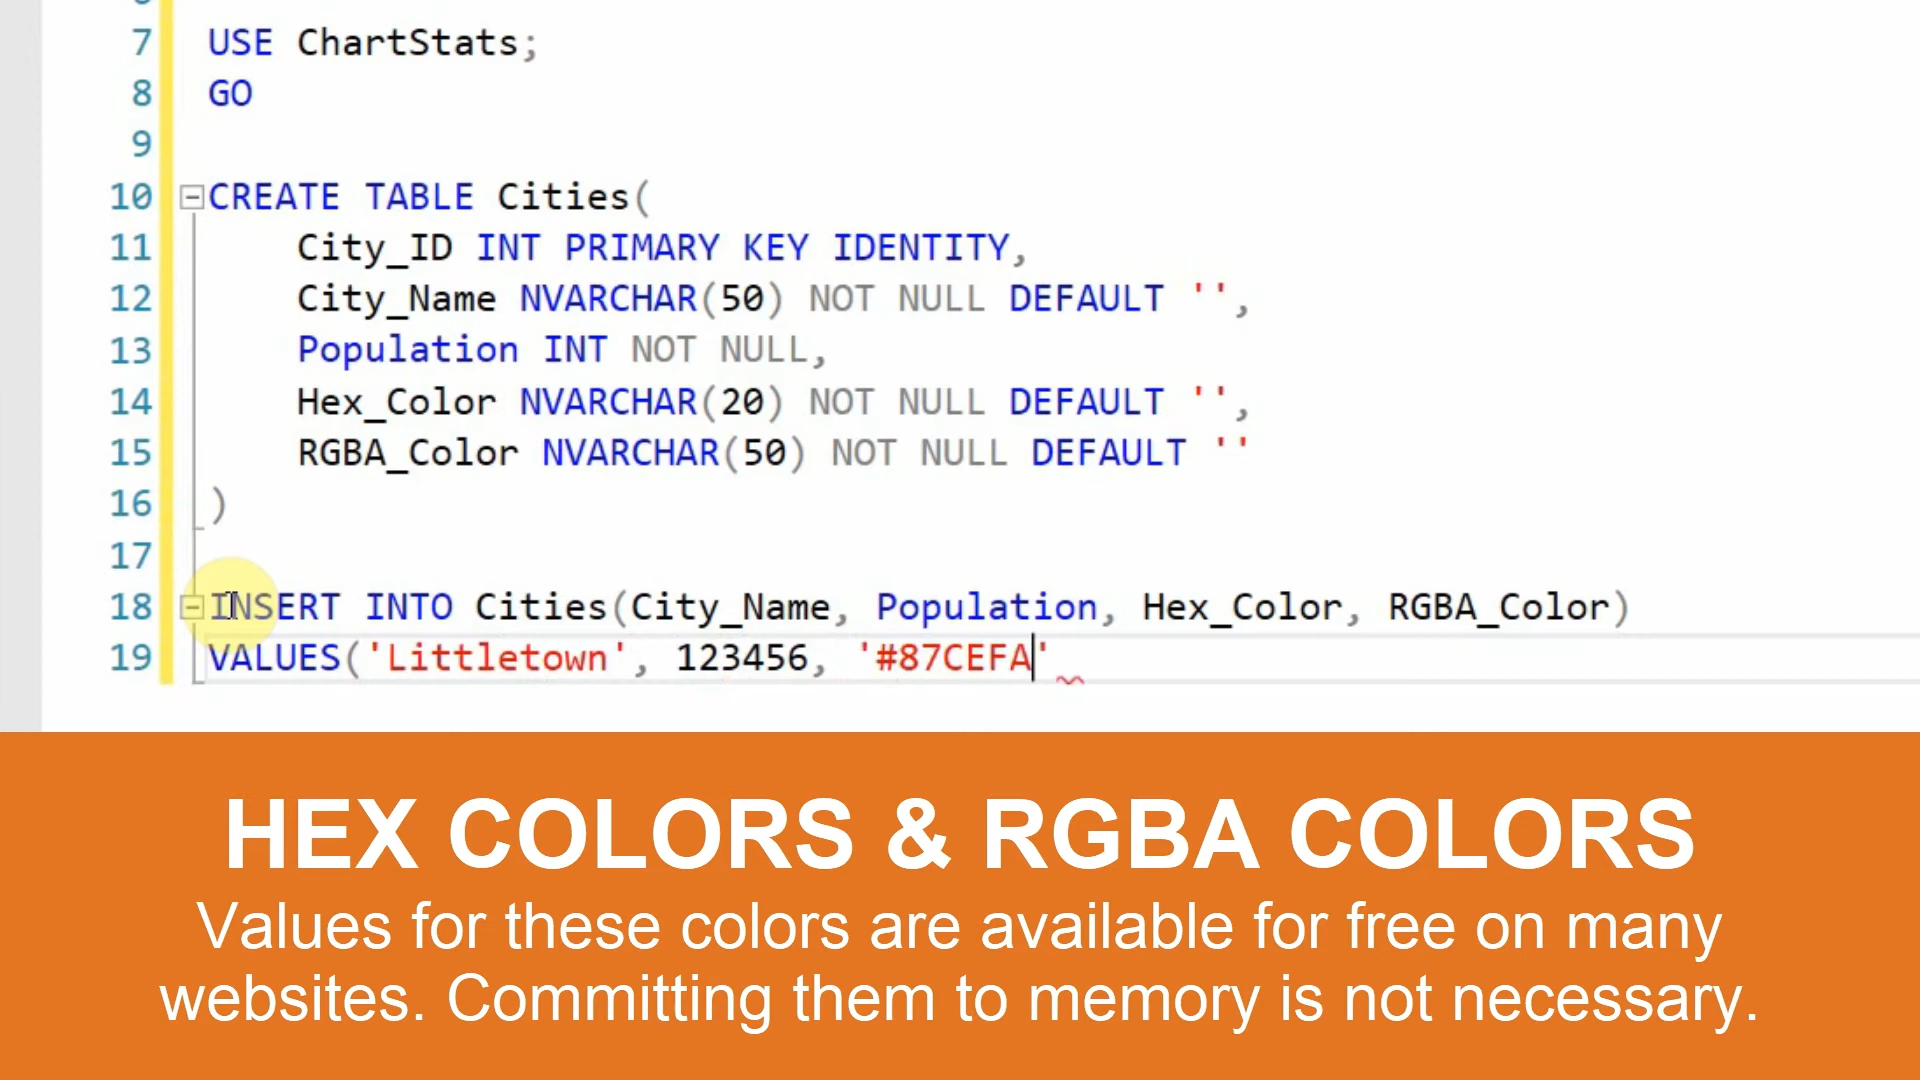 7 USE ChartStats;
8 GO
9
10 CREATE TABLE Cities(
11 City_ID INT PRIMARY KEY IDENTITY,
12 City_Name NVARCHAR(50) NOT NULL DEFAULT '',
13 Population INT NOT NULL,
14 Hex_Color NVARCHAR(20) NOT NULL DEFAULT '',
15 RGBA_Color NVARCHAR(50) NOT NULL DEFAULT ''
16 )
17
18 INSERT INTO Cities(City_Name, Population, Hex_Color, RGBA_Color)
19 VALUES('Littletown', 123456, '#87CEFA'
HEX COLORS & RGBA COLORS
Values for these colors are available for free on many
websites. Committing them to memory is not necessary.